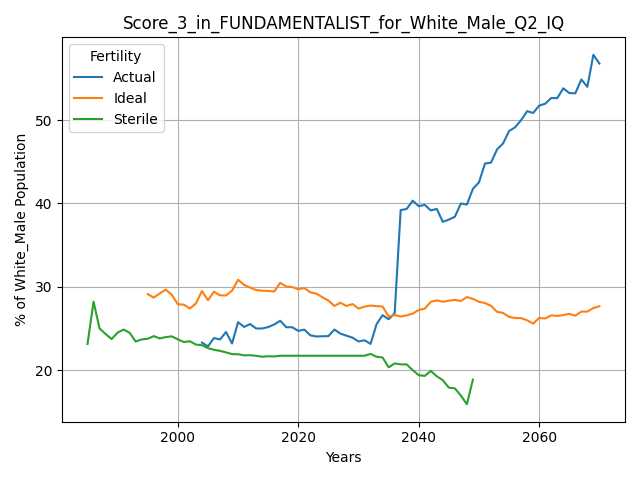 Score_3_in_FUNDAMENTALIST_for_White_Male_Q2_IQ
Fertility
Actual
Ideal
Sterile
% of White_Male Population
50
40
30
20
2000
2020
2040
2060
Years